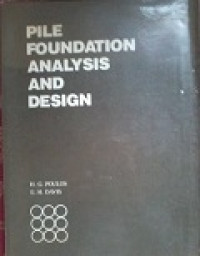 PILE
FOUNDATION
ANALYSIS
AND
DESIGN
H. G. POULOS
E. H. DAVIS